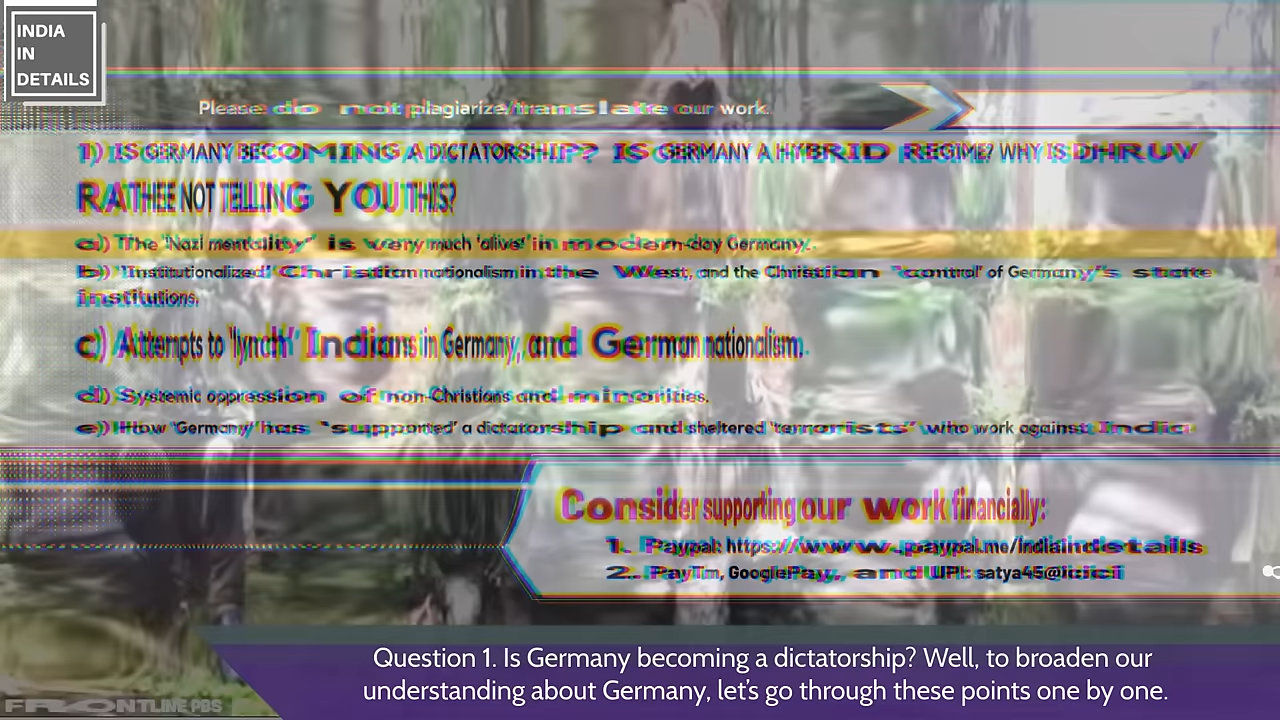 INDIA
IN
DETAILS
Please do not plagiarize/translate our work.
1) IS GERMANY BECOMING A DICTATORSHIP? IS GERMANY A HYBRID REGIME? WHY IS DHRUV
RATHEE NOT TELLING YOU THIS?
a) The 'Nazi mentality' is very much 'alive' in modern-day Germany.
b) 'Institutionalized' Christian nationalism in the West, and the Christian 'control' of Germany's state
institutions.
c) Attempts to 'lynch' Indians in Germany, and German nationalism.
d) Systemic oppression of non-Christians and minorities.
e) How 'Germany' has 'supported' a dictatorship and sheltered 'terrorists' who work against India
Consider supporting our work financially:
1. Paypal: https://www.paypal.me/indiaindetails
2. PayTm, GooglePay, and UPI: satya45@icici
Question 1. Is Germany becoming a dictatorship? Well, to broaden our
understanding about Germany, let's go through these points one by one.
FRONTLINE PBS